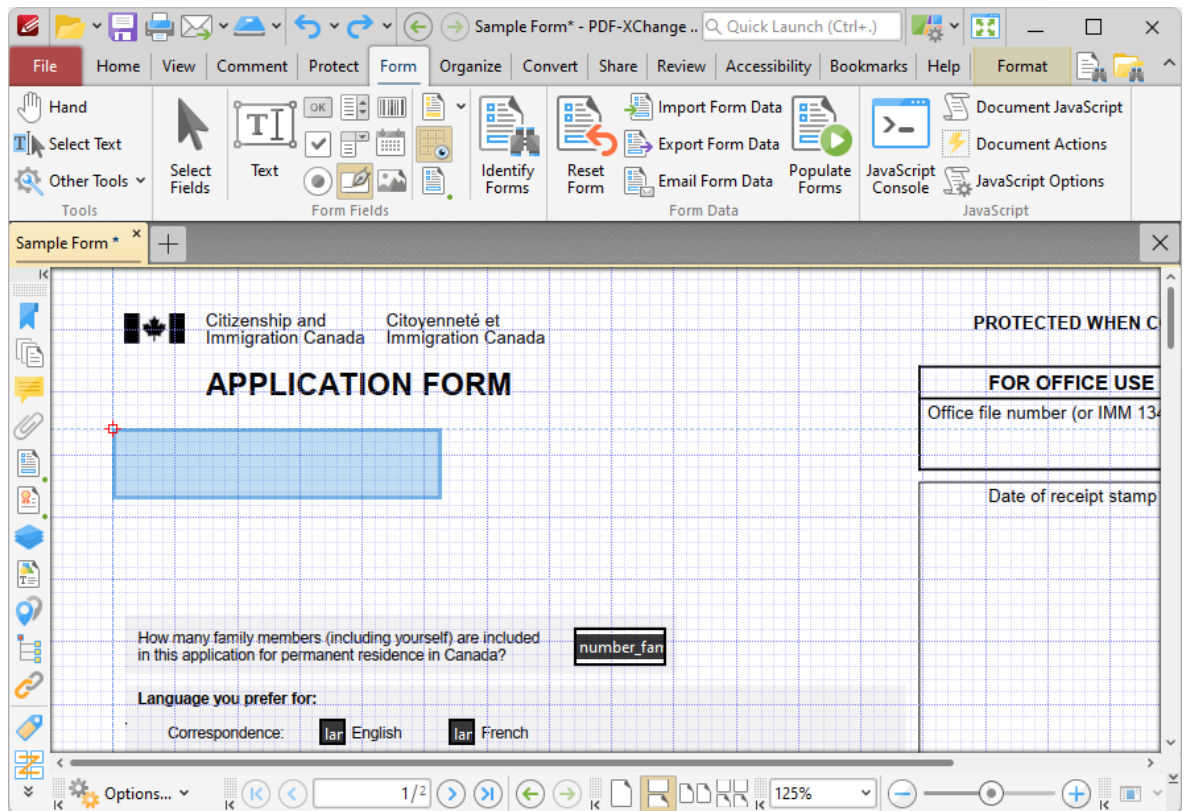 Sample Form* - PDF-XChange ..
Quick Launch (Ctrl+.)
File
Home
View
Comment
Protect
Form
Organize
Convert
Share
Review
Accessibility
Bookmarks
Help
Format
Hand
Select Text
Other Tools
Tools
Select Fields
Text
OK
Form Fields
Identify Forms
Reset Form
Import Form Data
Export Form Data
Email Form Data
Populate Forms
Form Data
JavaScript Console
Document JavaScript
Document Actions
JavaScript Options
JavaScript
Sample Form *
Citizenship and
Immigration Canada
Citoyenneté et
Immigration Canada
APPLICATION FORM
PROTECTED WHEN C
FOR OFFICE USE
Office file number (or IMM 134
Date of receipt stamp
How many family members (including yourself) are included
in this application for permanent residence in Canada?
number_fan
Language you prefer for:
Correspondence:
lar English
lar French
Options...
1/2
125%